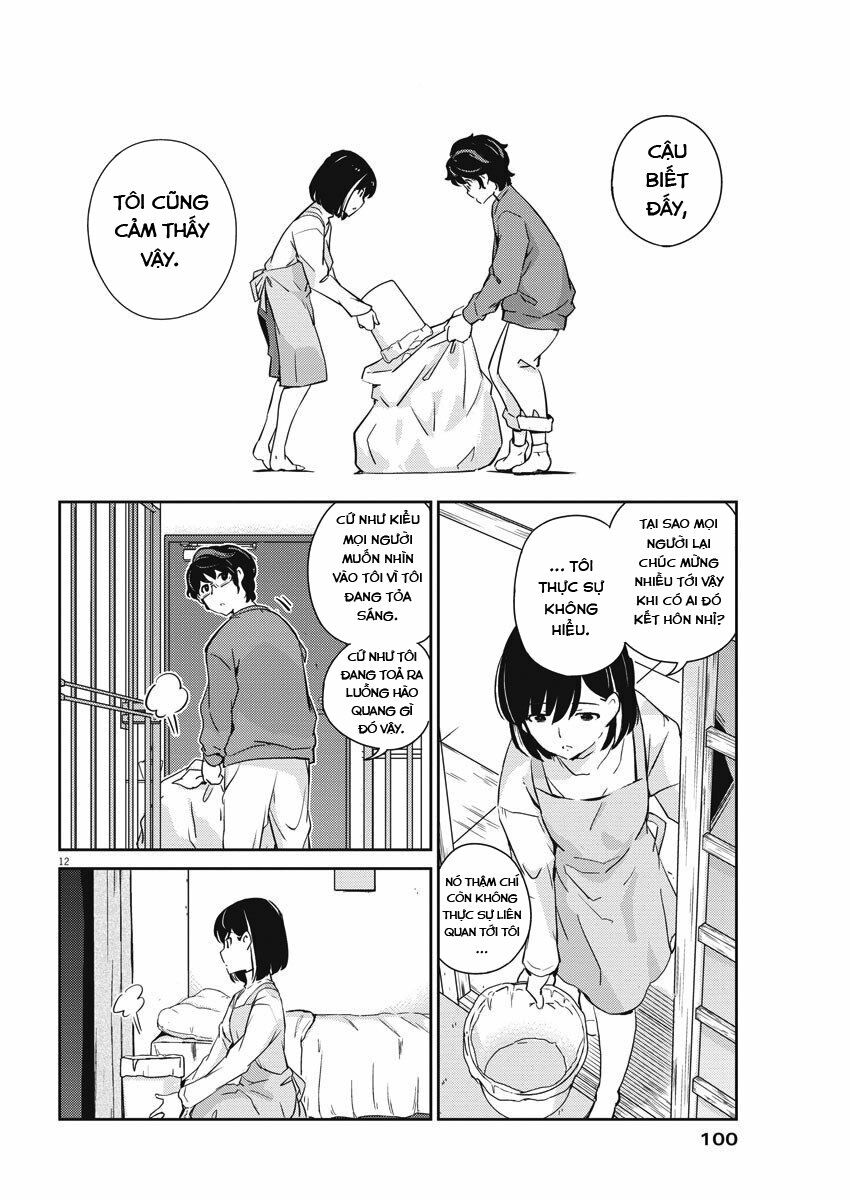 CẬU
BIẾT
ĐẤY,
TÔI CŨNG
CẢM THẤY
VẬY.
TẠI SAO MỌI
NGƯỜI LẠI
CHÚC MỪNG
NHIỀU TỚI VẬY
KHI CÓ AI ĐÓ
KẾT HÔN NHỈ?
... TÔI
THỰC SỰ
KHÔNG
HIỂU.
NÓ THẬM CHÍ
CÒN KHÔNG
THỰC SỰ LIÊN
QUAN TỚI TÔI
...
CỨ NHƯ KIỂU
MỌI NGƯỜI
MUỐN NHÌN
VÀO TÔI VÌ TÔI
ĐANG TỎA
SÁNG.
CỨ NHƯ TÔI
ĐANG TOẢ RA
LUỒNG HÀO
QUANG GÌ
ĐÓ VẬY.
12
100